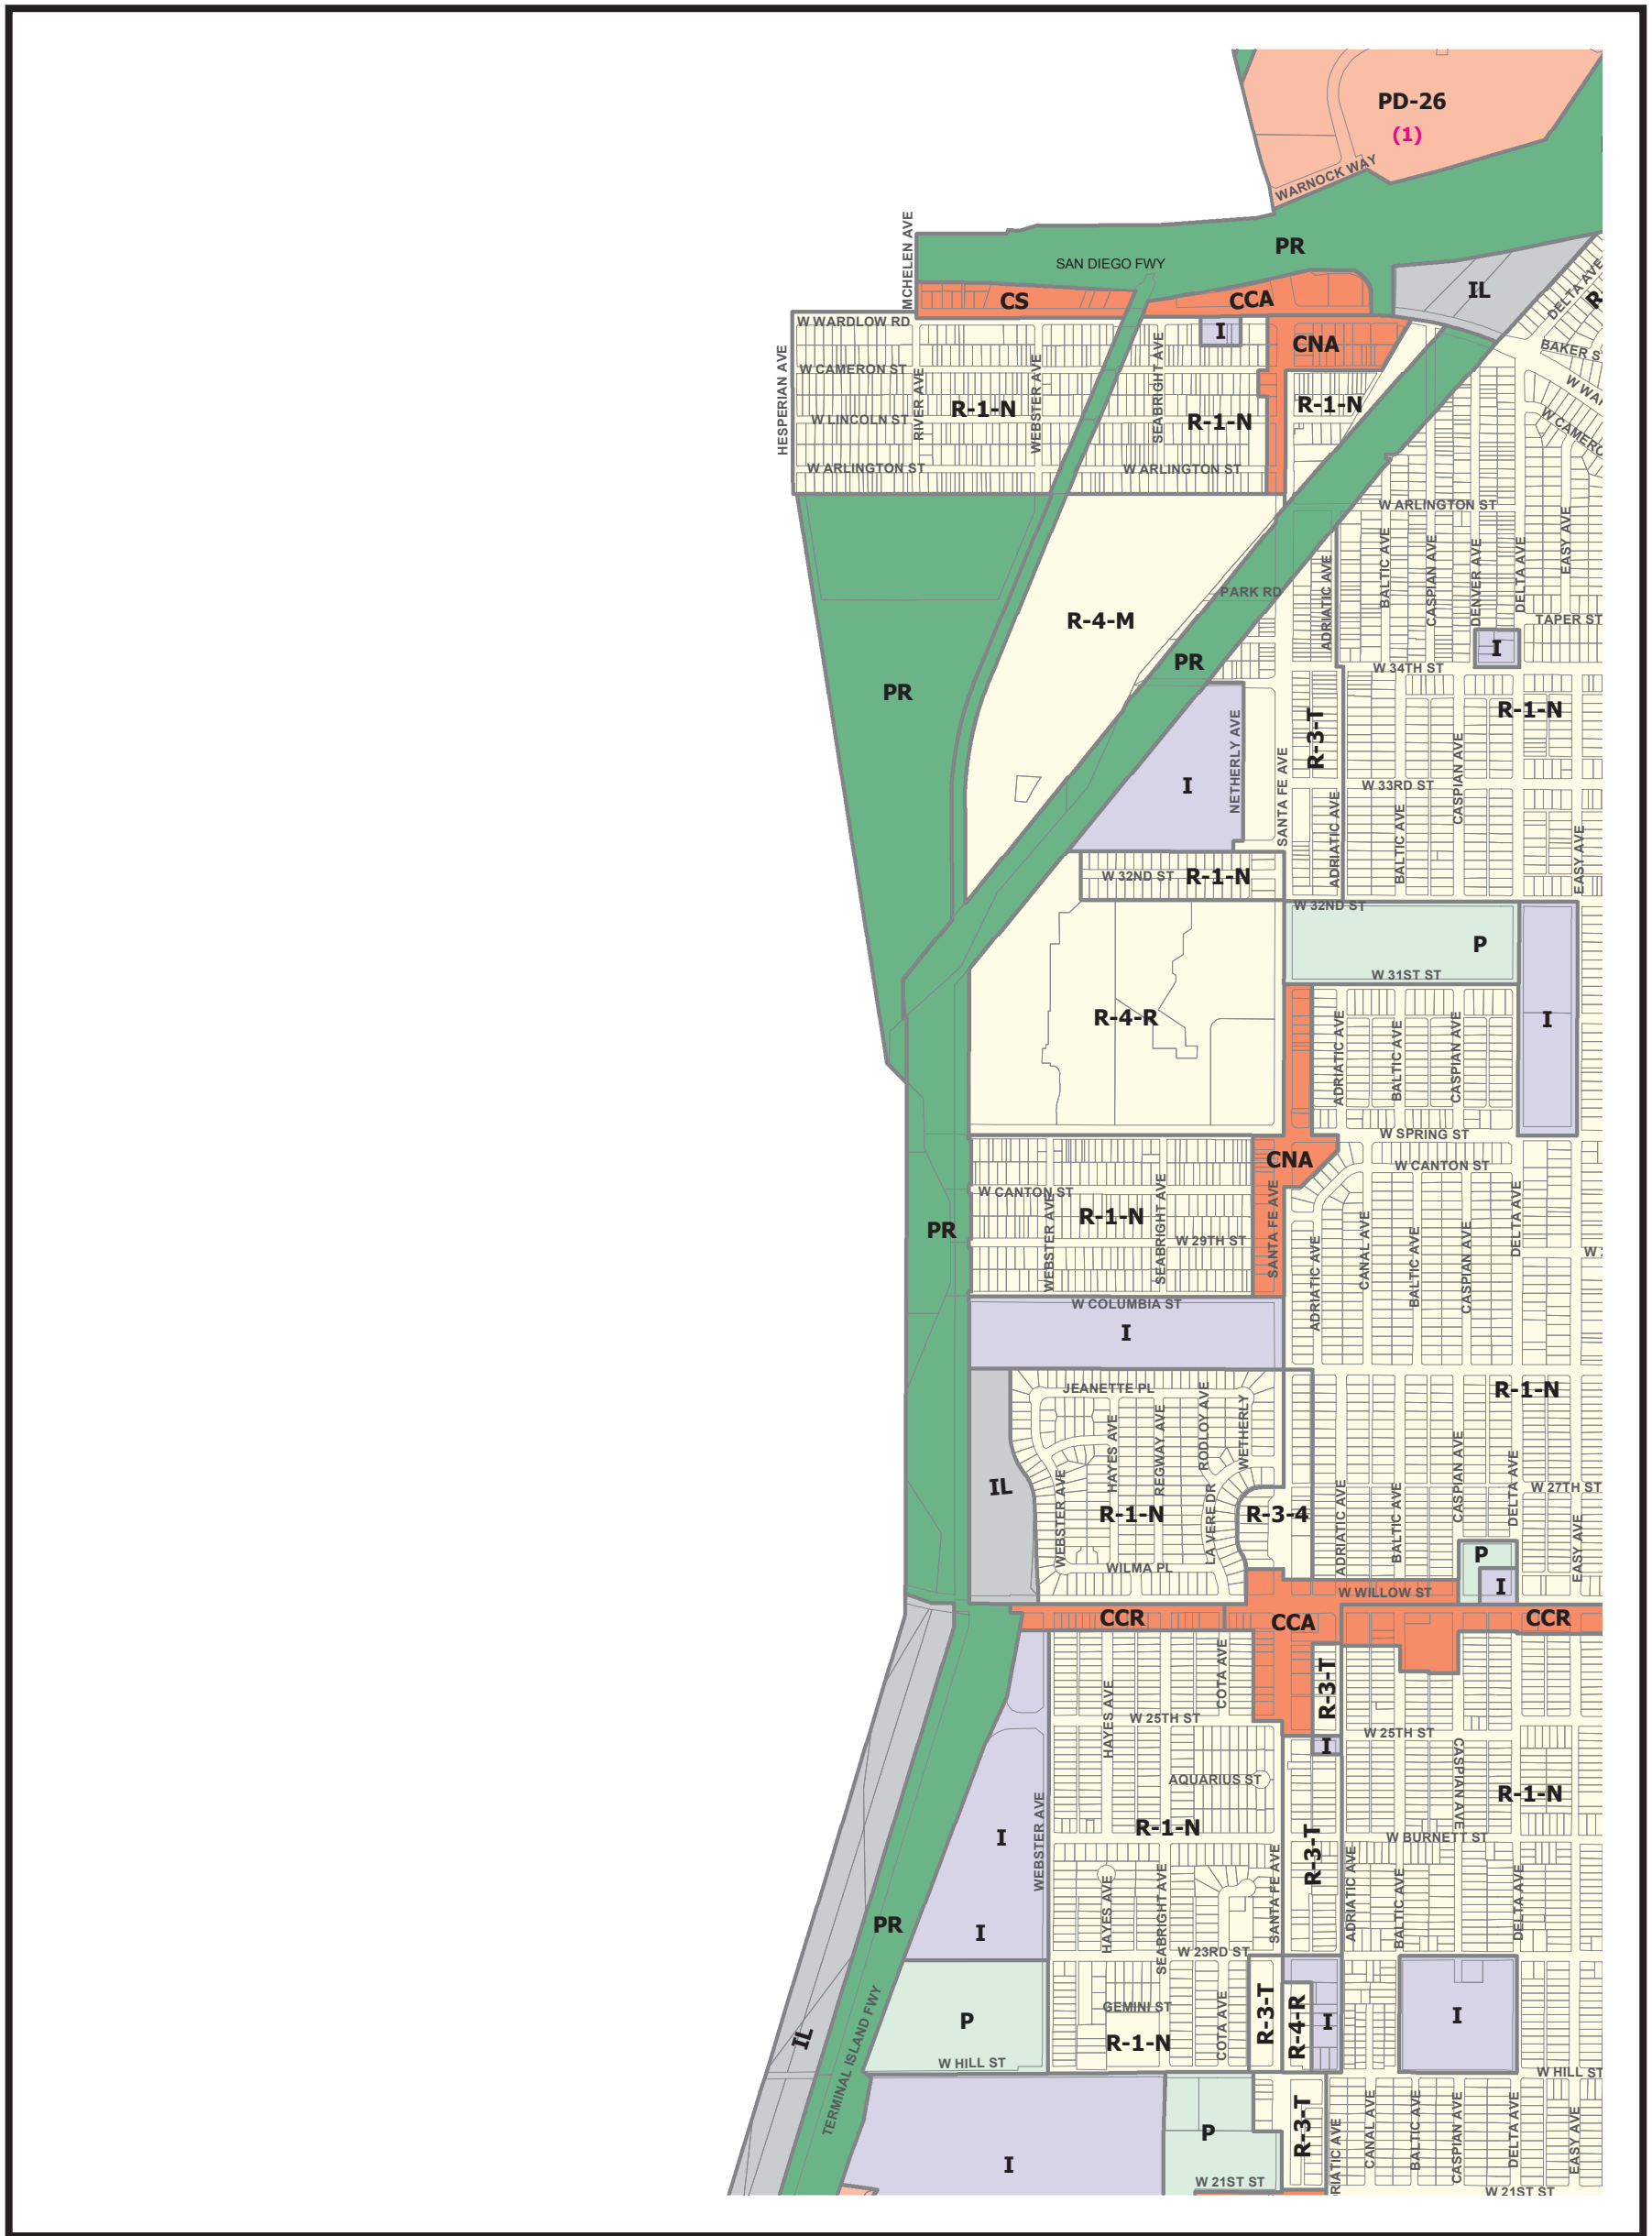 PD-26
(1)
WARNOCK WAY
MCHELEN AVE
PR
SAN DIEGO FWY
CS
CCA
IL
DELTA AVE
W WARDLOW RD
I
CNA
BAKER S
HESPERIAN AVE
W CAMERON ST
RIVER AVE
WEBSTER AVE
SEABRIGHT AVE
R-1-N
R-1-N
R-1-N
W LINCOLN ST
W CAMERO
W ARLINGTON ST
W ARLINGTON ST
W ARLINGTON ST
BALTIC AVE
CASPIAN AVE
DENVER AVE
DELTA AVE
EASY AVE
ADRIATIC AVE
PARK RD
R-4-M
TAPER ST
I
PR
W 34TH ST
PR
R-1-N
R-3-T
NETHERLY AVE
SANTA FE AVE
CASPIAN AVE
I
W 33RD ST
ADRIATIC AVE
BALTIC AVE
EASY AVE
W 32ND ST
R-1-N
W 32ND ST
P
W 31ST ST
R-4-R
I
ADRIATIC AVE
BALTIC AVE
CASPIAN AVE
W SPRING ST
CNA
W CANTON ST
W CANTON ST
WEBSTER AVE
R-1-N
SEABRIGHT AVE
SANTA FE AVE
DELTA AVE
PR
W 29TH ST
ADRIATIC AVE
CANAL AVE
BALTIC AVE
CASPIAN AVE
W COLUMBIA ST
I
JEANETTE PL
R-1-N
HAYES AVE
REGWAY AVE
RODLOY AVE
WETHERLY
IL
WEBSTER AVE
R-1-N
LA VERE DR
R-3-4
ADRIATIC AVE
BALTIC AVE
CASPIAN AVE
DELTA AVE
W 27TH ST
EASY AVE
WILMA PL
P
I
W WILLOW ST
CCR
CCA
CCR
COTA AVE
R-3-T
HAYES AVE
W 25TH ST
W 25TH ST
I
AQUARIUS ST
CASPIAN AVE
R-1-N
WEBSTER AVE
I
R-1-N
W BURNETT ST
R-3-T
HAYES AVE
SEABRIGHT AVE
SANTA FE AVE
ADRIATIC AVE
BALTIC AVE
DELTA AVE
PR
I
W 23RD ST
TERMINAL ISLAND FWY
P
GEMINI ST
COTA AVE
R-3-T
R-4-R
I
I
IL
R-1-N
W HILL ST
W HILL ST
P
R-3-T
CANAL AVE
BALTIC AVE
CASPIAN AVE
DELTA AVE
EASY AVE
I
W 21ST ST
W 21ST ST